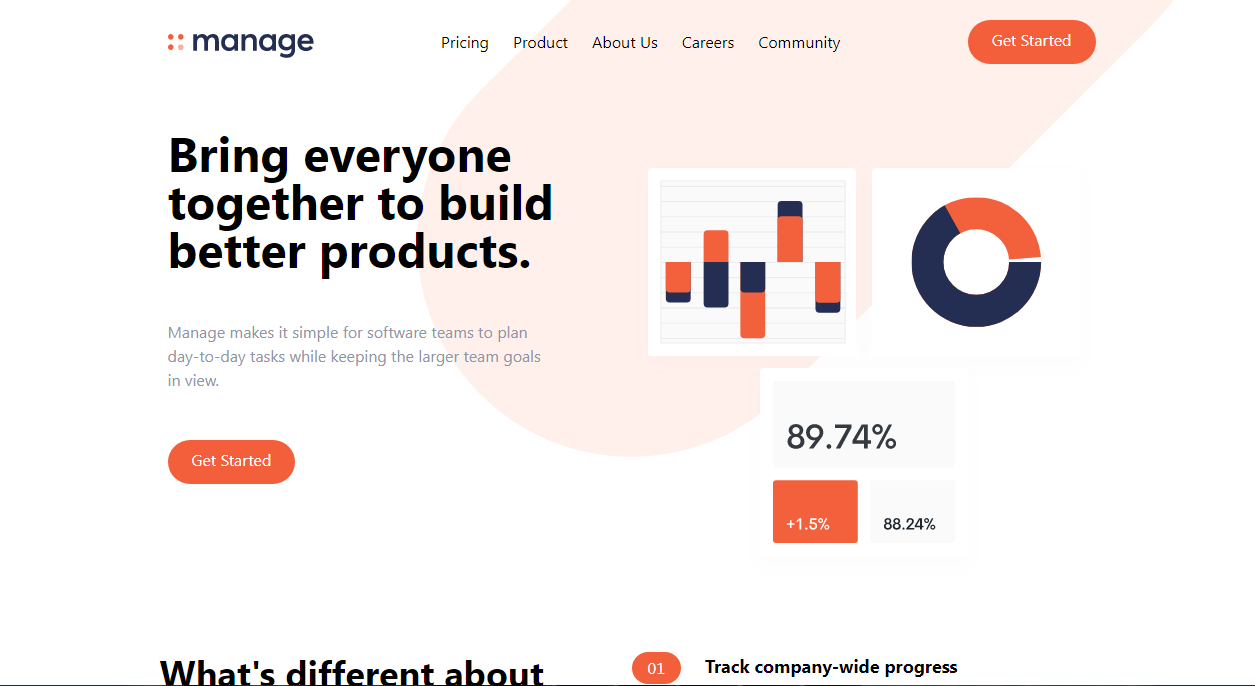 manage
Pricing Product About Us Careers Community
Get Started
Bring everyone
together to build
better products.
Manage makes it simple for software teams to plan
day-to-day tasks while keeping the larger team goals
in view.
Get Started
89.74%
+1.5%
88.24%
What's different about
01
Track company-wide progress